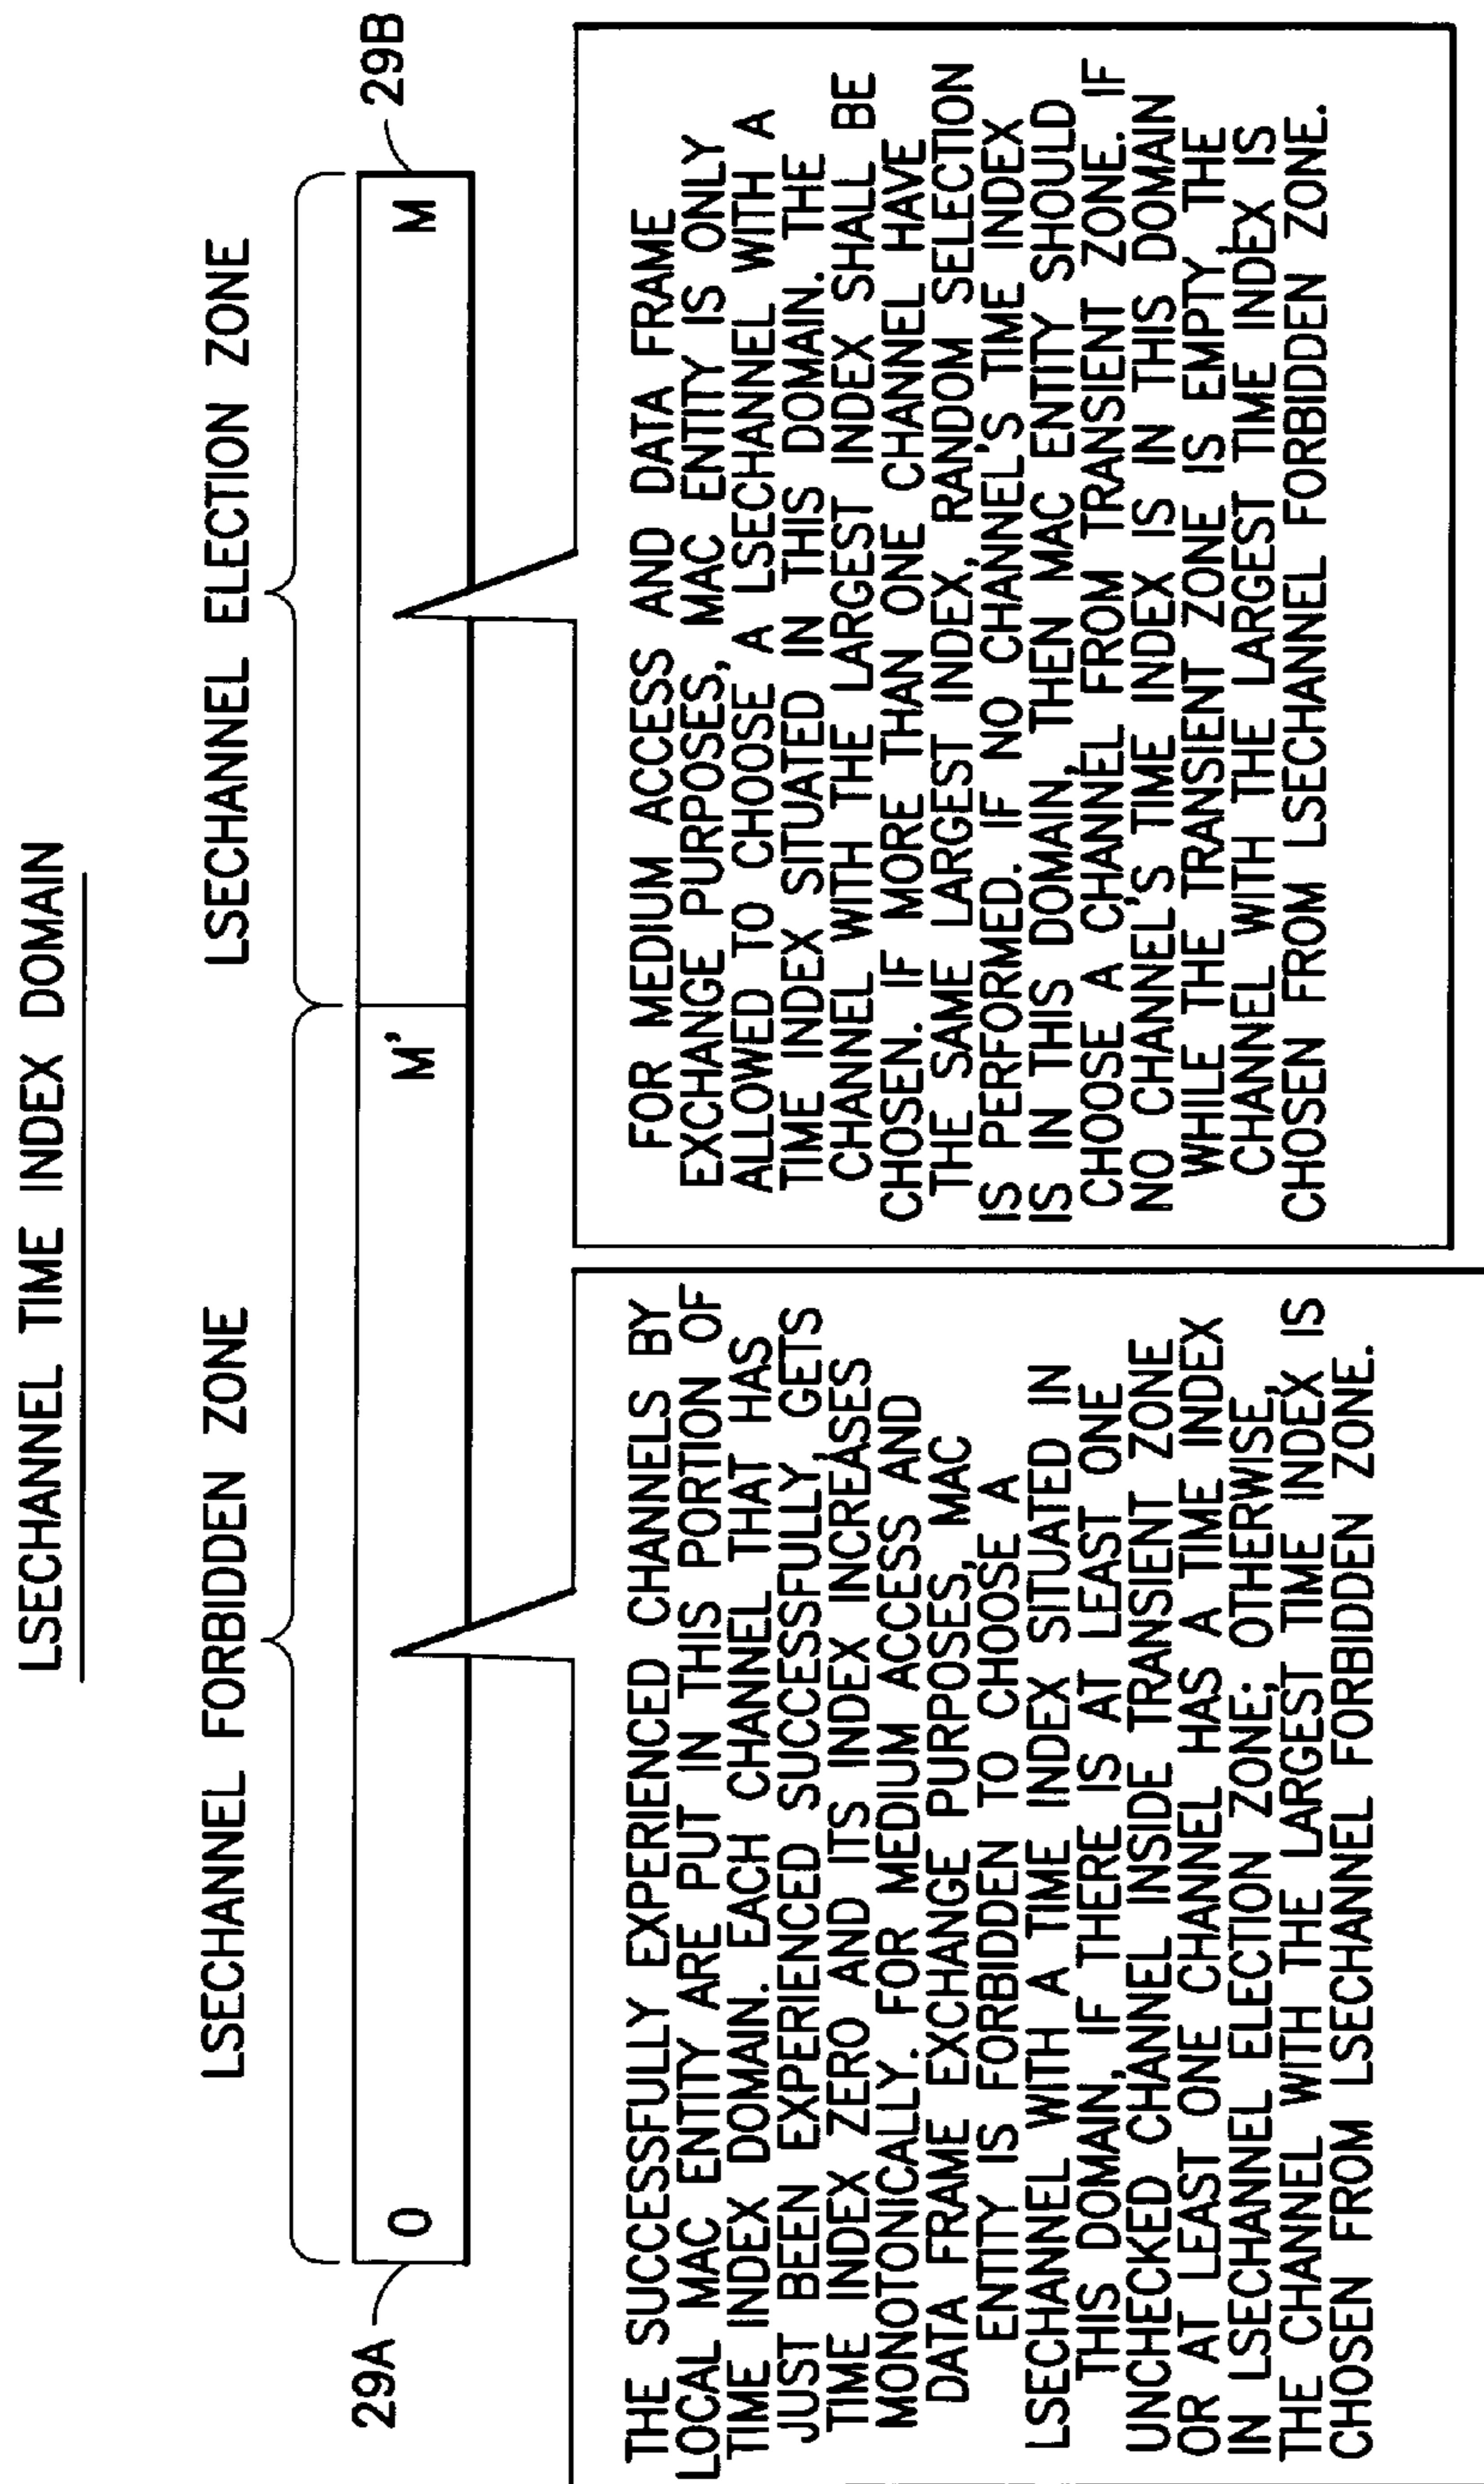 LSECHANNEL TIME INDEX DOMAIN
LSECHANNEL FORBIDDEN ZONE
LSECHANNEL ELECTION ZONE
29A
0
M'
M
29B
THE SUCCESSFULLY EXPERIENCED CHANNELS BY
LOCAL MAC ENTITY ARE PUT IN THIS PORTION OF
TIME INDEX DOMAIN. EACH CHANNEL THAT HAS
JUST BEEN EXPERIENCED SUCCESSFULLY, GETS
TIME INDEX ZERO AND ITS INDEX INCREASES
MONOTONICALLY. FOR MEDIUM ACCESS AND
DATA FRAME EXCHANGE PURPOSES, MAC
ENTITY IS FORBIDDEN TO CHOOSE A
LSECHANNEL WITH A TIME INDEX SITUATED IN
THIS DOMAIN, IF THERE IS AT LEAST ONE
UNCHECKED CHANNEL INSIDE TRANSIENT ZONE
OR AT LEAST ONE CHANNEL HAS A TIME INDEX
IN LSECHANNEL ELECTION ZONE; OTHERWISE,
THE CHANNEL WITH THE LARGEST TIME INDEX IS
CHOSEN FROM LSECHANNEL FORBIDDEN ZONE.
FOR MEDIUM ACCESS AND DATA FRAME
EXCHANGE PURPOSES, MAC ENTITY IS ONLY
ALLOWED TO CHOOSE A LSECHANNEL WITH A
TIME INDEX SITUATED IN THIS DOMAIN. THE
CHANNEL WITH THE LARGEST INDEX SHALL BE
CHOSEN. IF MORE THAN ONE CHANNEL HAVE
THE SAME LARGEST INDEX, RANDOM SELECTION
IS PERFORMED. IF NO CHANNEL'S TIME INDEX
IS IN THIS DOMAIN, THEN MAC ENTITY SHOULD
CHOOSE A CHANNEL FROM TRANSIENT ZONE. IF
NO CHANNEL'S TIME INDEX IS IN THIS DOMAIN
WHILE THE TRANSIENT ZONE IS EMPTY, THE
CHANNEL WITH THE LARGEST TIME INDEX IS
CHOSEN FROM LSECHANNEL FORBIDDEN ZONE.